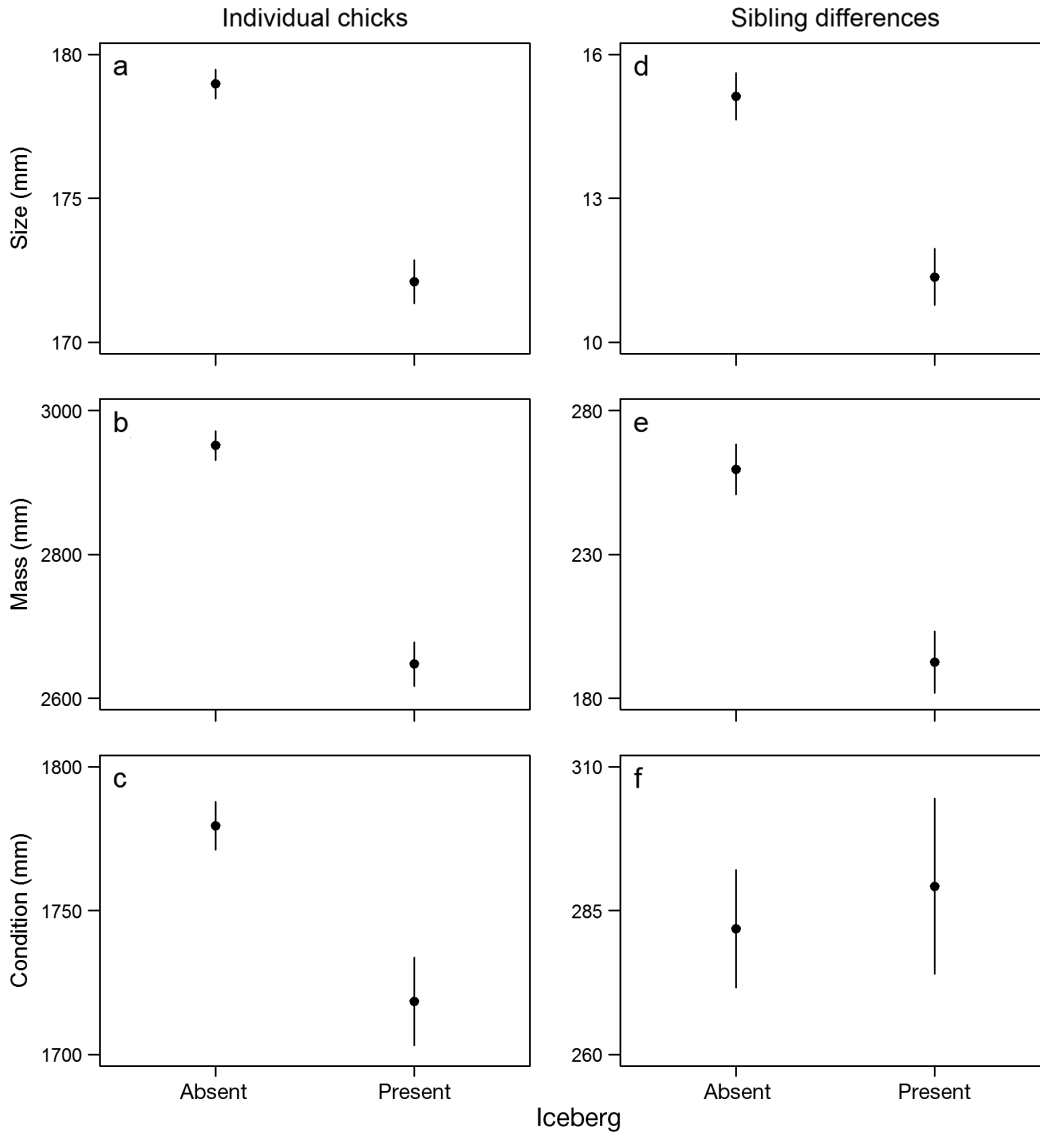 Individual chicks
Sibling differences
a
180
175
170
Size (mm)
d
16
13
10
b
3000
2800
2600
Mass (mm)
e
280
230
180
c
1800
1750
1700
Condition (mm)
f
310
285
260
Absent
Present
Absent
Present
Iceberg